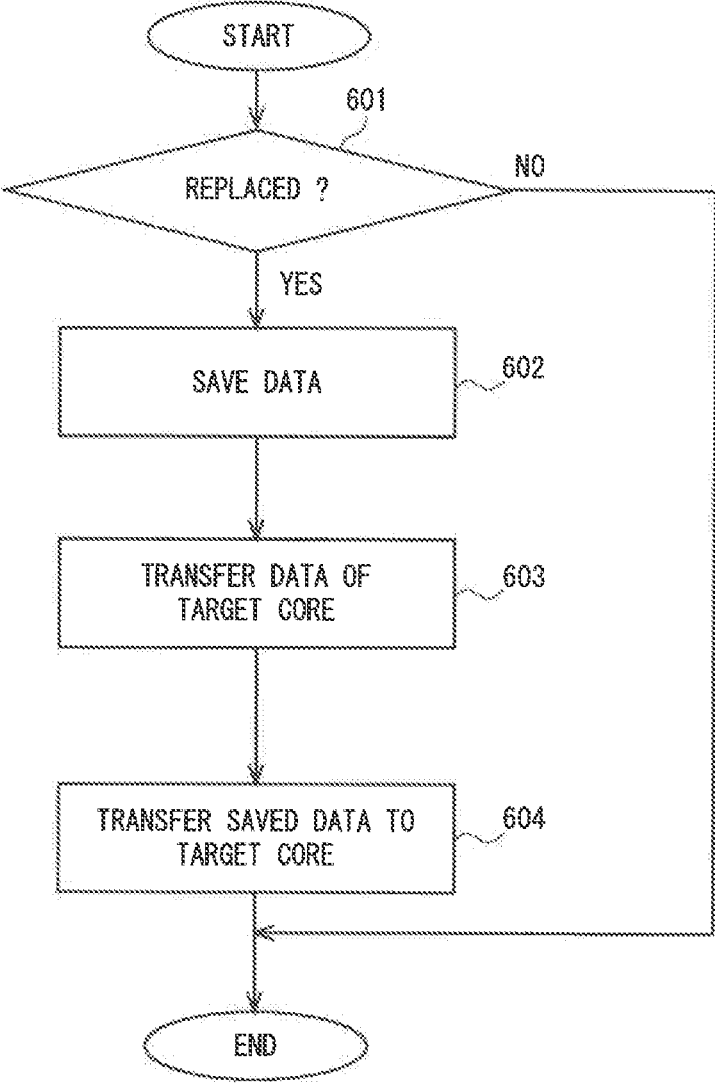 START
601
REPLACED ?
NO
YES
SAVE DATA
602
TRANSFER DATA OF
TARGET CORE
603
TRANSFER SAVED DATA TO
TARGET CORE
604
END